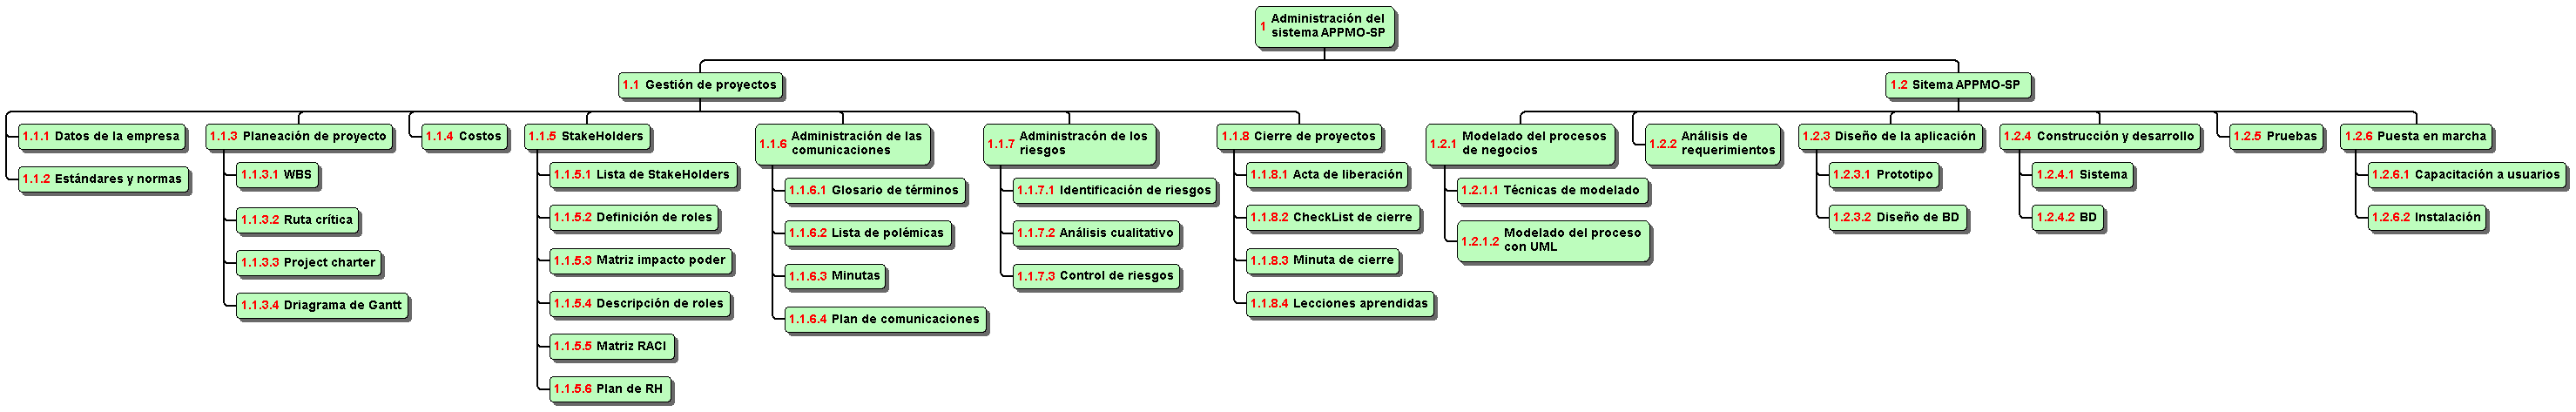 1 Administración del
sistema APPMO-SP
1.1 Gestión de proyectos
1.2 Sitema APPMO-SP
1.1.1 Datos de la empresa
1.1.2 Estándares y normas
1.1.3 Planeación de proyecto
1.1.3.1 WBS
1.1.3.2 Ruta crítica
1.1.3.3 Project charter
1.1.3.4 Driagrama de Gantt
1.1.4 Costos
1.1.5 StakeHolders
1.1.5.1 Lista de StakeHolders
1.1.5.2 Definición de roles
1.1.5.3 Matriz impacto poder
1.1.5.4 Descripción de roles
1.1.5.5 Matriz RACI
1.1.5.6 Plan de RH
1.1.6 Administración de las
comunicaciones
1.1.6.1 Glosario de términos
1.1.6.2 Lista de polémicas
1.1.6.3 Minutas
1.1.6.4 Plan de comunicaciones
1.1.7 Administracón de los
riesgos
1.1.7.1 Identificación de riesgos
1.1.7.2 Análisis cualitativo
1.1.7.3 Control de riesgos
1.1.8 Cierre de proyectos
1.1.8.1 Acta de liberación
1.1.8.2 CheckList de cierre
1.1.8.3 Minuta de cierre
1.1.8.4 Lecciones aprendidas
1.2.1 Modelado del procesos
de negocios
1.2.1.1 Técnicas de modelado
1.2.1.2 Modelado del proceso
con UML
1.2.2 Análisis de
requerimientos
1.2.3 Diseño de la aplicación
1.2.3.1 Prototipo
1.2.3.2 Diseño de BD
1.2.4 Construcción y desarrollo
1.2.4.1 Sistema
1.2.4.2 BD
1.2.5 Pruebas
1.2.6 Puesta en marcha
1.2.6.1 Capacitación a usuarios
1.2.6.2 Instalación